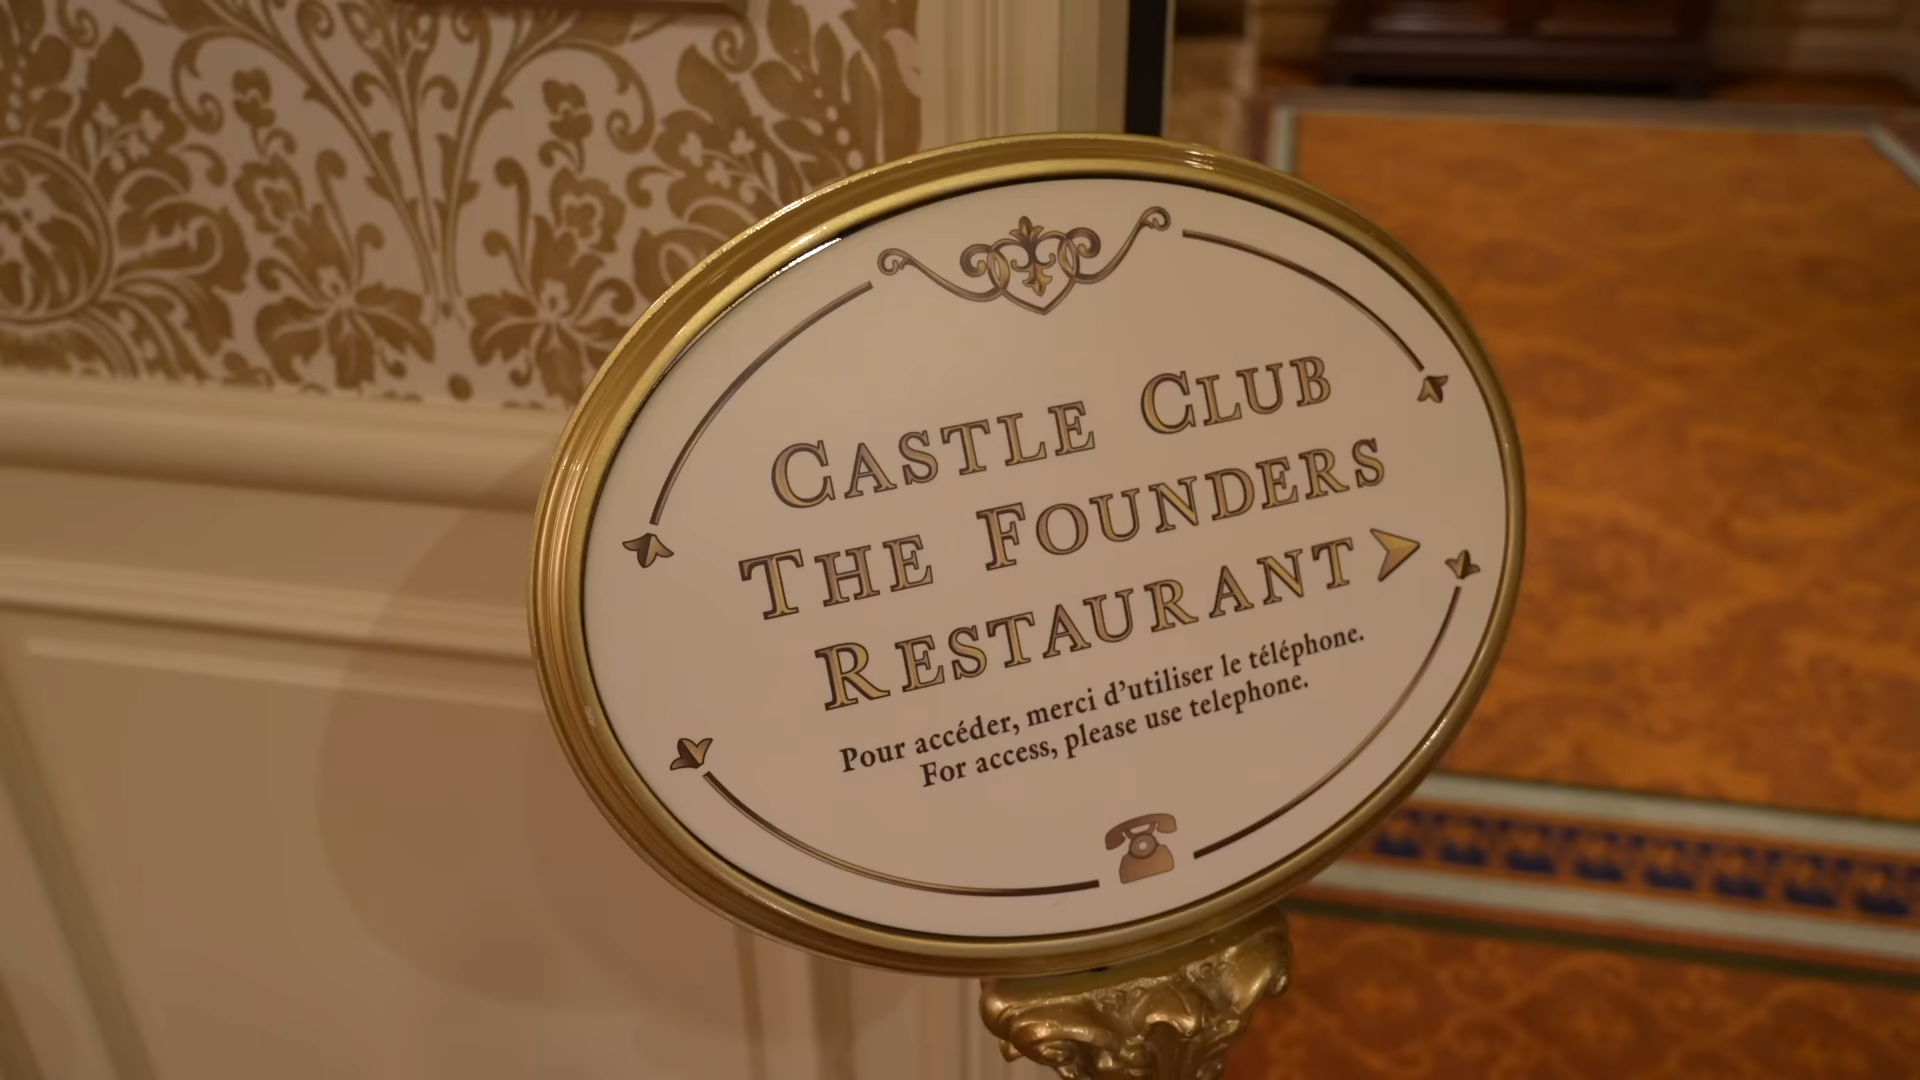 CASTLE CLUB
THE FOUNDERS
RESTAURANT
Pour accéder, merci d'utiliser le téléphone.
For access, please use telephone.